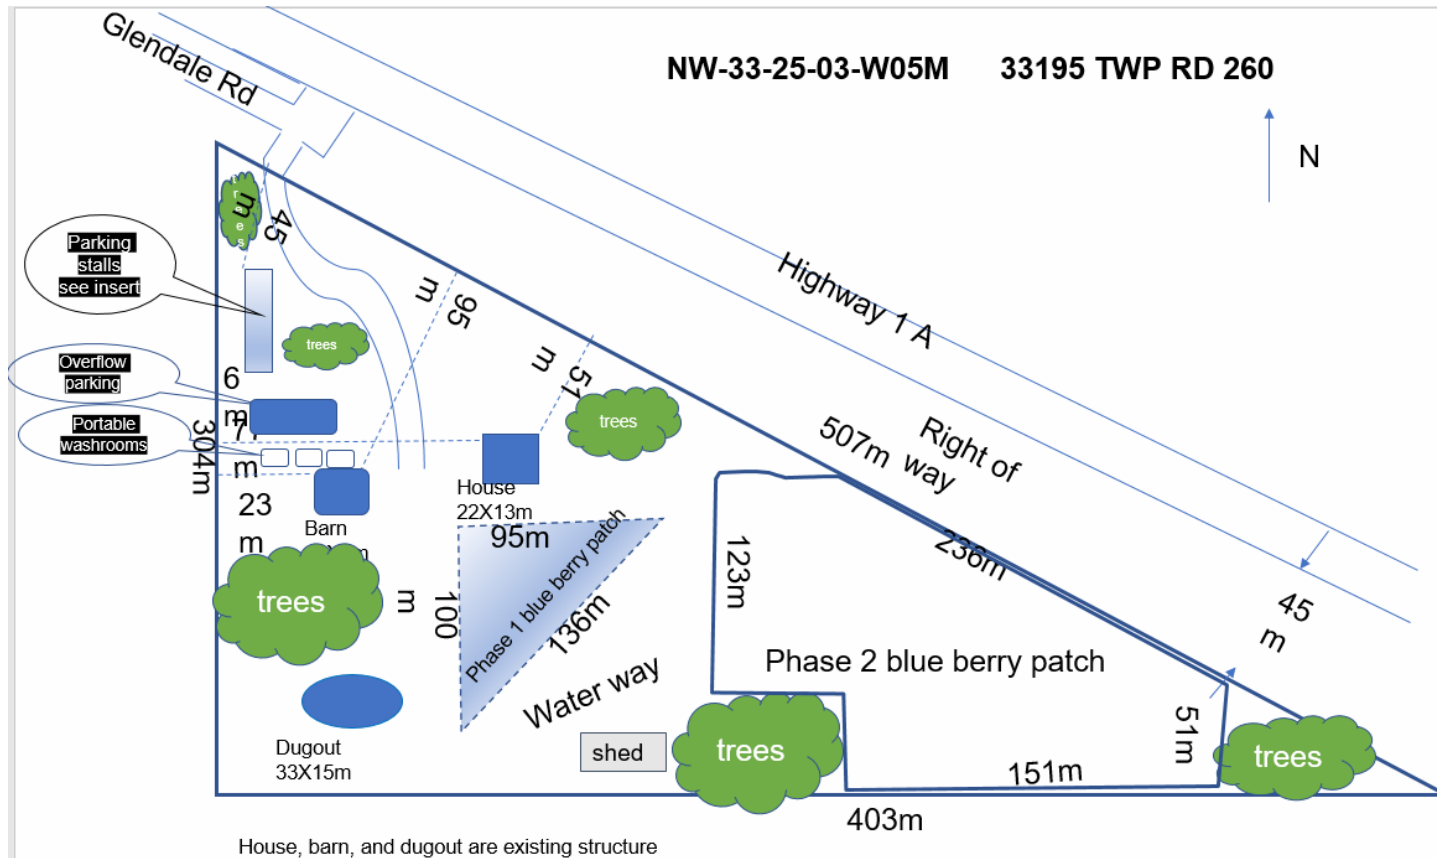 Glendale Rd
NW-33-25-03-W05M 33195 TWP RD 260
N
trees
45
m
Parking
stalls
see insert
Highway 1 A
95
m
trees
Overflow
parking
6
m
51
m
trees
Portable
washrooms
304m
m
23
m
House
22X13m
Barn
507m
Right of
way
95m
123m
236m
trees
100
m
Phase 1 blue berry patch
136m
45
m
Phase 2 blue berry patch
Water way
51m
Dugout
33X15m
shed
trees
151m
trees
403m
House, barn, and dugout are existing structure